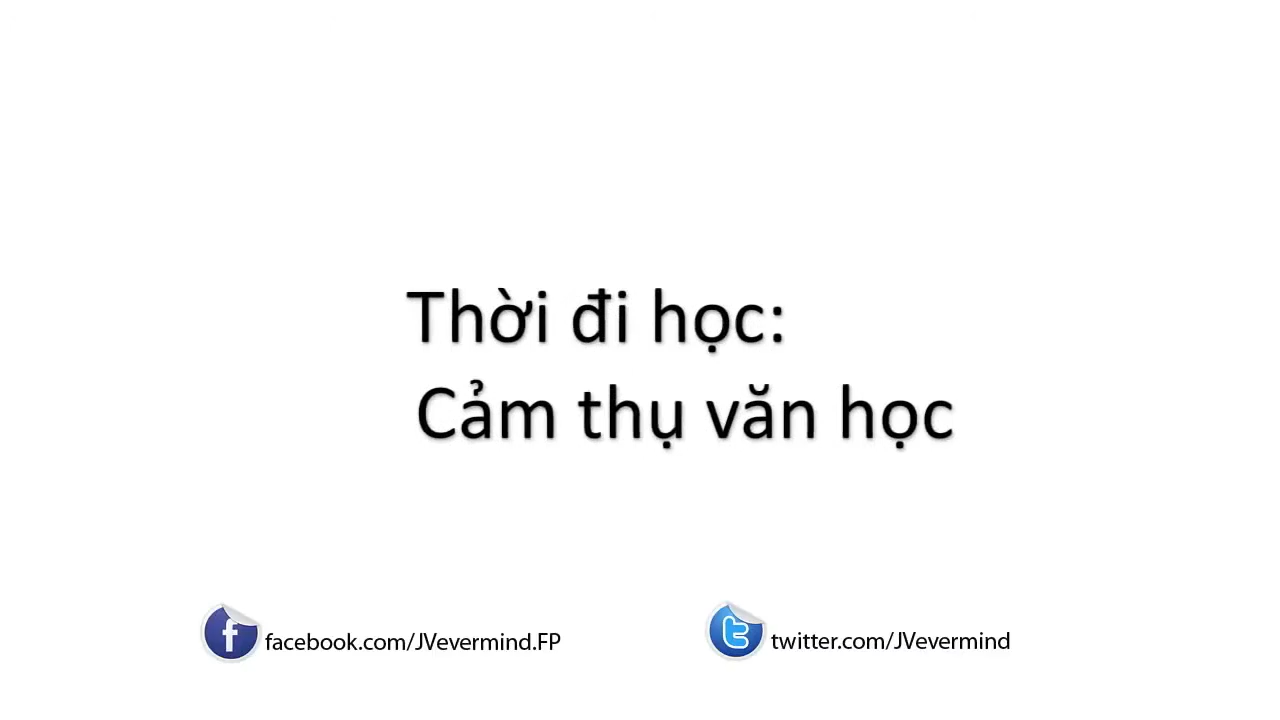 Thời đi học:
Cảm thụ văn học
facebook.com/JVevermind.FP
twitter.com/JVevermind